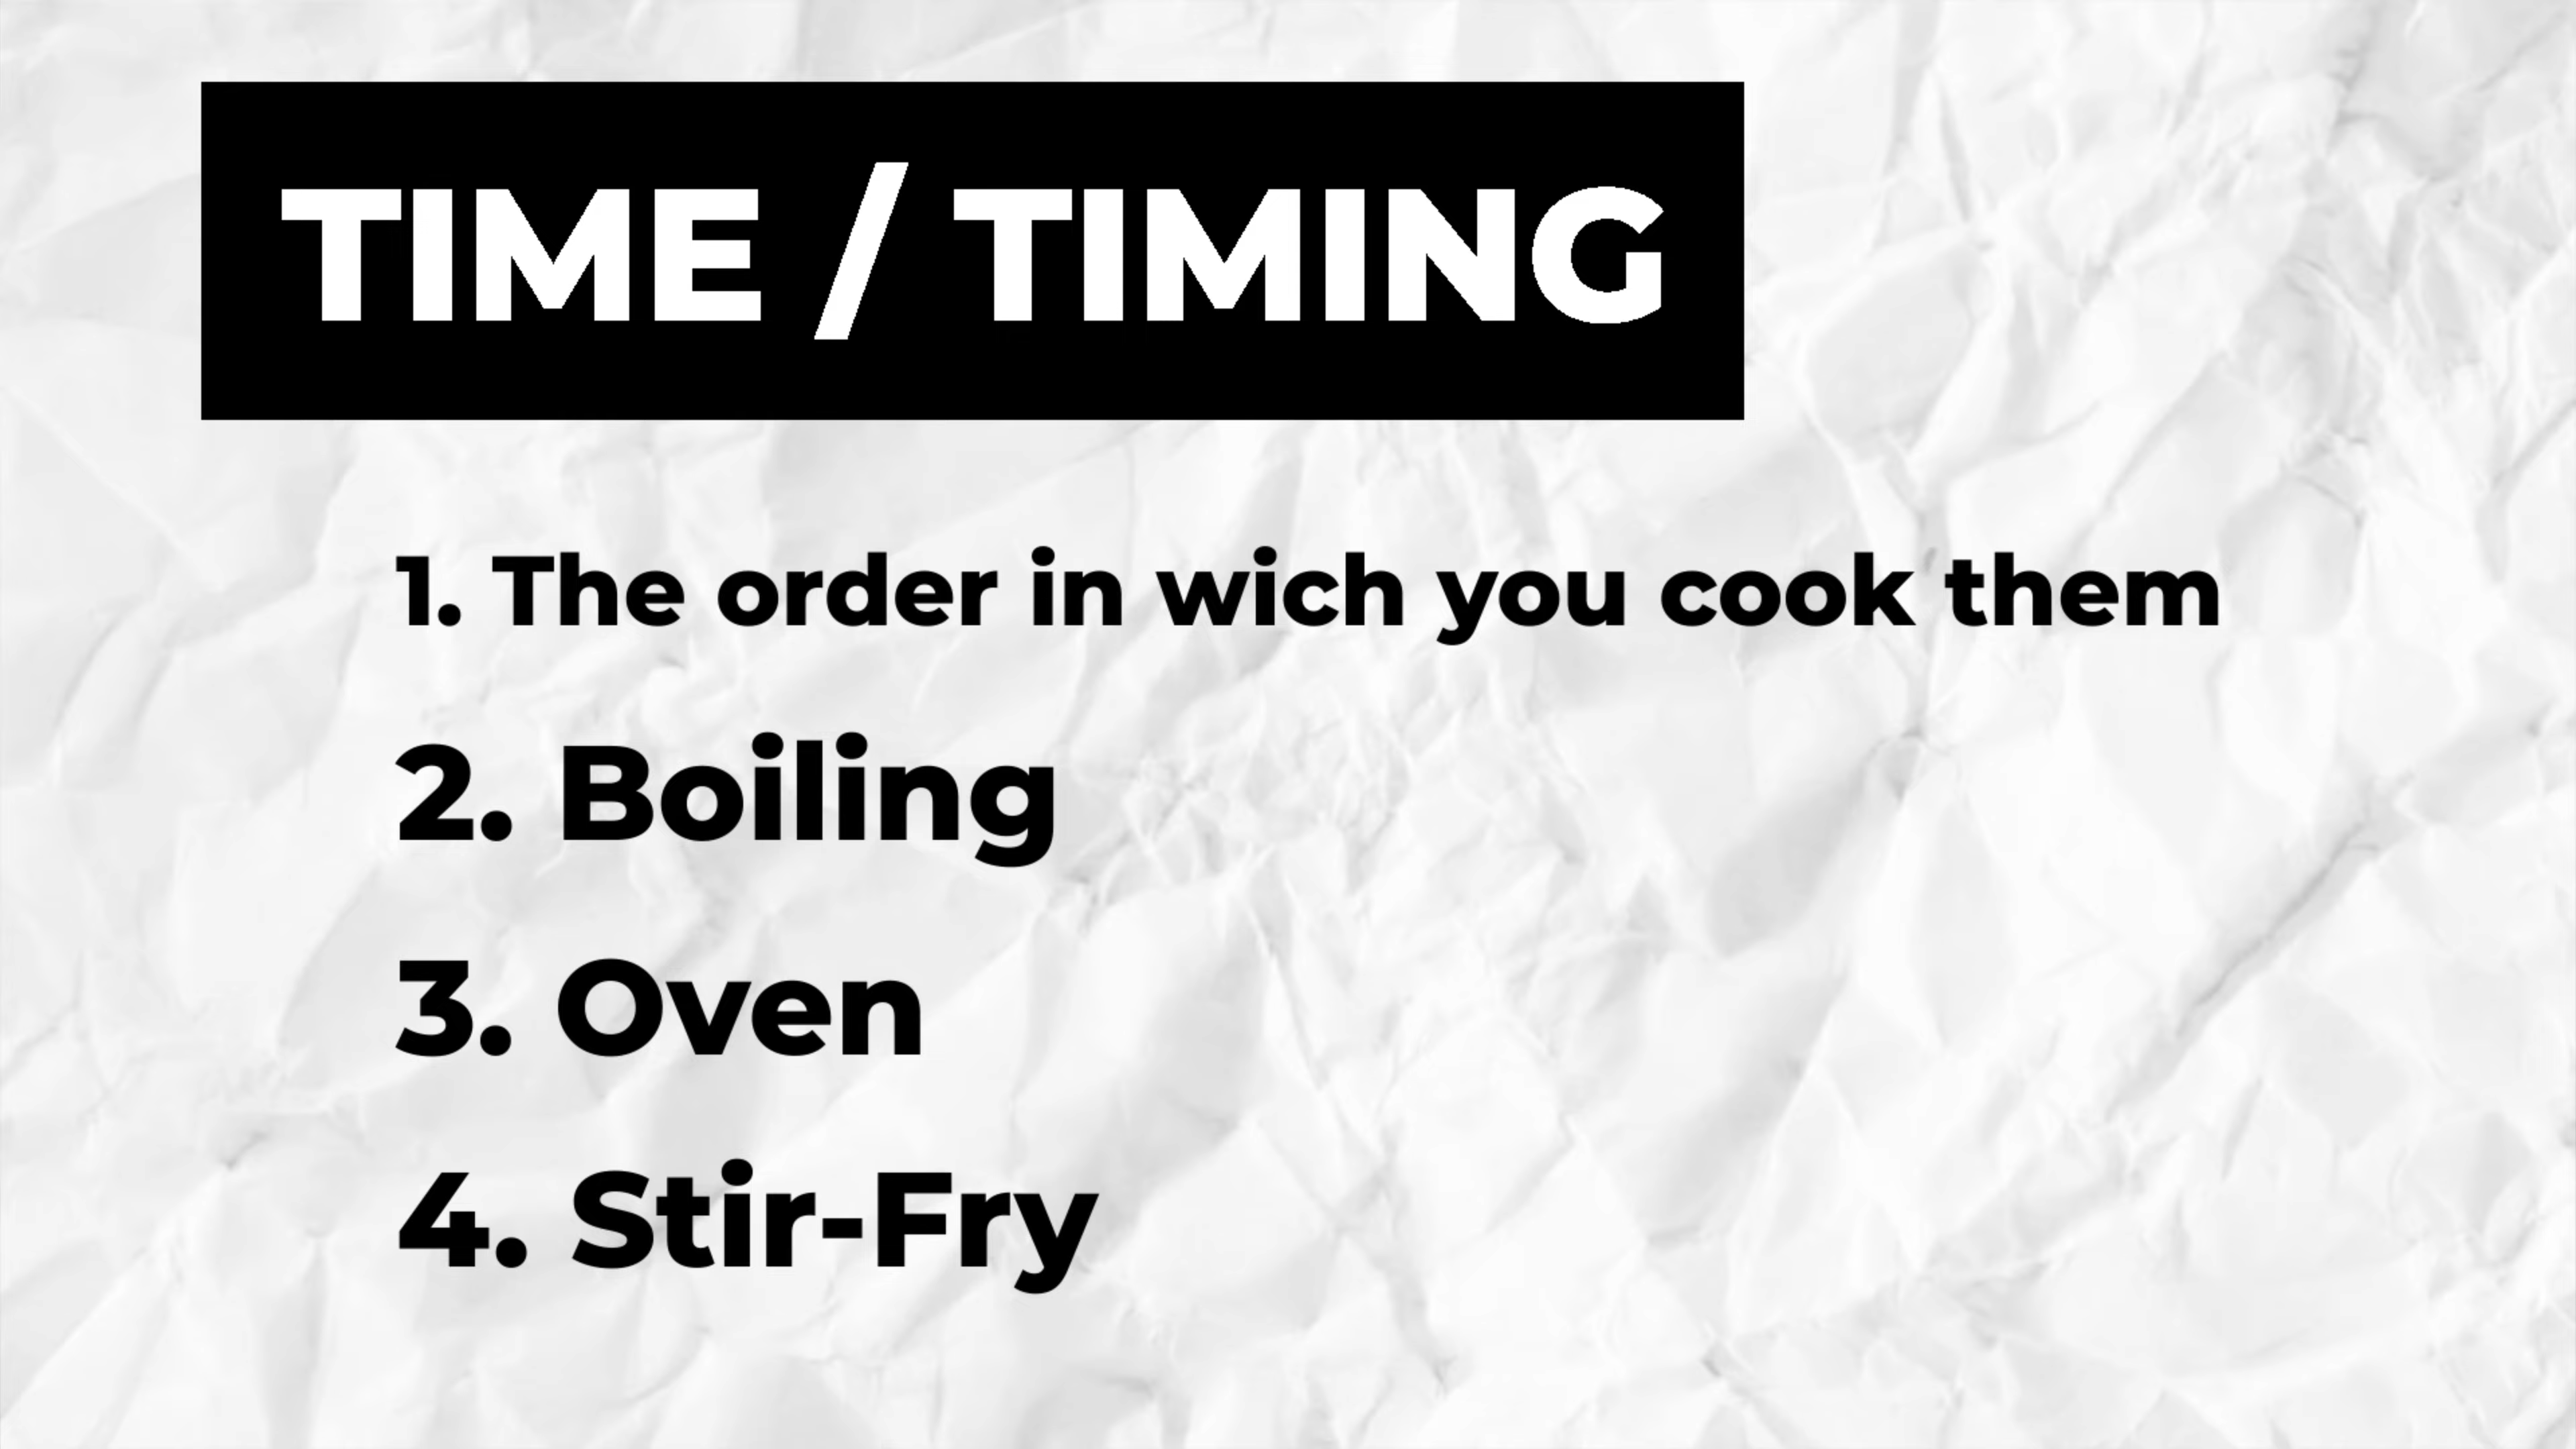 TIME / TIMING
1. The order in wich you cook them
2. Boiling
3. Oven
4. Stir-Fry